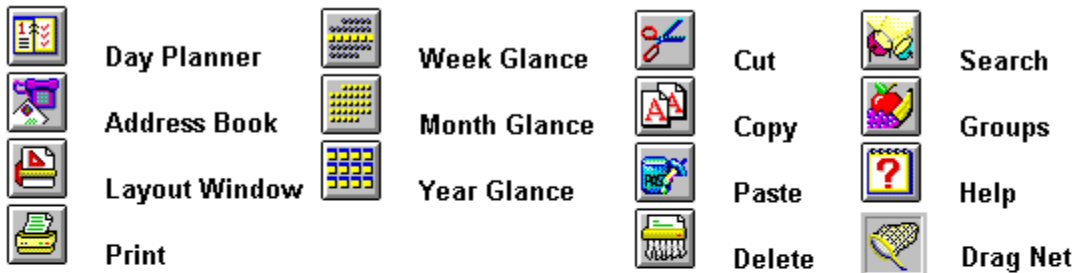 Day Planner
Address Book
Layout Window
Print
Week Glance
Month Glance
Year Glance
Cut
Copy
Paste
Delete
Search
Groups
Help
Drag Net